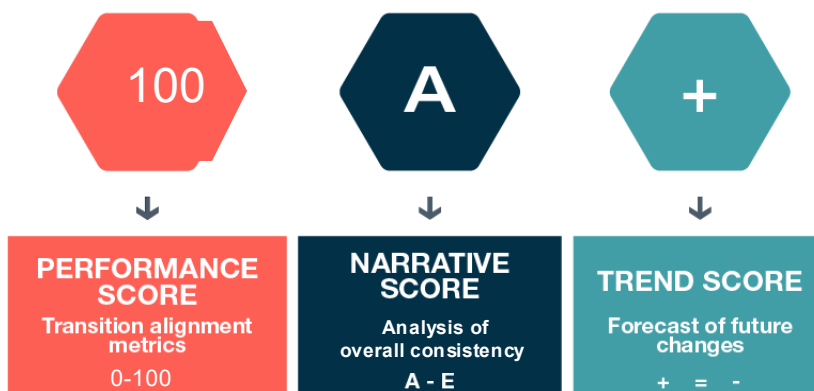 100
A
+
PERFORMANCE
SCORE
Transition alignment
metrics
0-100
NARRATIVE
SCORE
Analysis of
overall consistency
A - E
TREND SCORE
Forecast of future
changes
+ = -